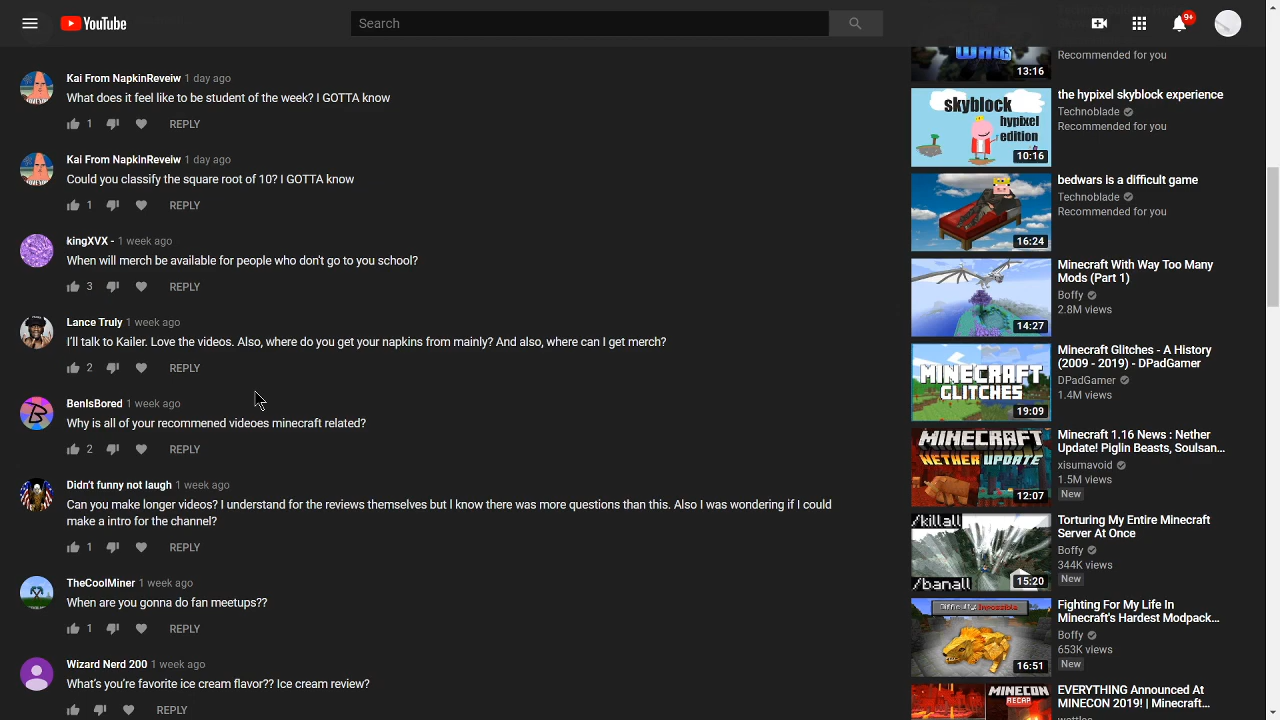 YouTube
Search
9+
Kai From NapkinReveiw 1 day ago
What does it feel like to be student of the week? I GOTTA know
1 REPLY
Kai From NapkinReveiw 1 day ago
Could you classify the square root of 10? I GOTTA know
1 REPLY
kingXVX - 1 week ago
When will merch be available for people who don't go to you school?
3 REPLY
Lance Truly 1 week ago
I'll talk to Kailer. Love the videos. Also, where do you get your napkins from mainly? And also, where can I get merch?
2 REPLY
BenIsBored 1 week ago
Why is all of your recommened videoes minecraft related?
2 REPLY
Didn't funny not laugh 1 week ago
Can you make longer videos? I understand for the reviews themselves but I know there was more questions than this. Also I was wondering if I could
make a intro for the channel?
1 REPLY
TheCoolMiner 1 week ago
When are you gonna do fan meetups??
1 REPLY
Wizard Nerd 200 1 week ago
What's you're favorite ice cream flavor?? Ice cream review?
REPLY
WARS
13:16
Recommended for you
skyblock
hypixel
edition
10:16
the hypixel skyblock experience
Technoblade
Recommended for you
16:24
bedwars is a difficult game
Technoblade
Recommended for you
14:27
Minecraft With Way Too Many
Mods (Part 1)
Boffy
2.8M views
MINECRAFT
GLITCHES
19:09
Minecraft Glitches - A History
(2009 - 2019) - DPadGamer
DPadGamer
1.4M views
MINECRAFT
NETHER UPDATE
12:07
Minecraft 1.16 News : Nether
Update! Piglin Beasts, Soulsan...
xisumavoid
1.5M views
New
/killall
/banall
15:20
Torturing My Entire Minecraft
Server At Once
Boffy
344K views
New
Difficulty: Impossible
16:51
Fighting For My Life In
Minecraft's Hardest Modpack...
Boffy
653K views
New
MINECON
RECAP
EVERYTHING Announced At
MINECON 2019! | Minecraft...